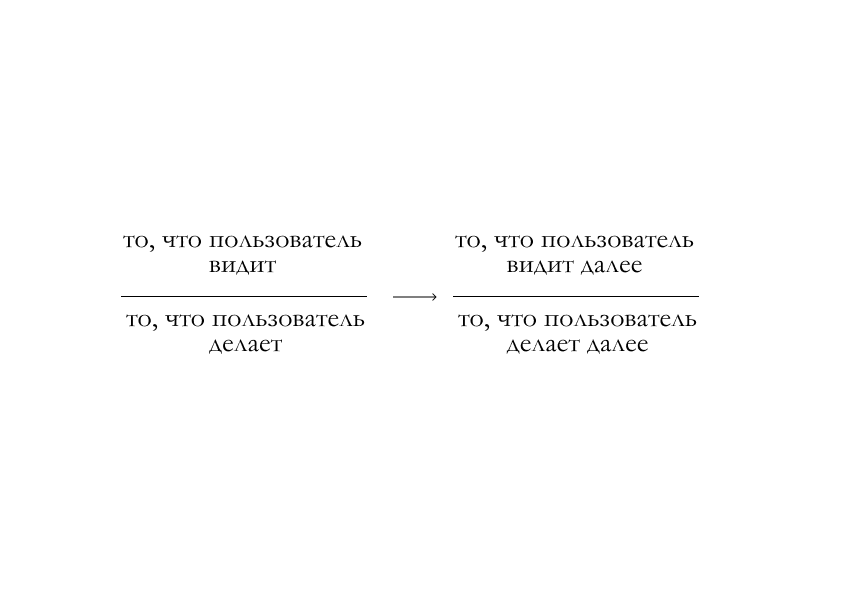 то, что пользователь
видит
то, что пользователь
делает
то, что пользователь
видит далее
то, что пользователь
делает далее